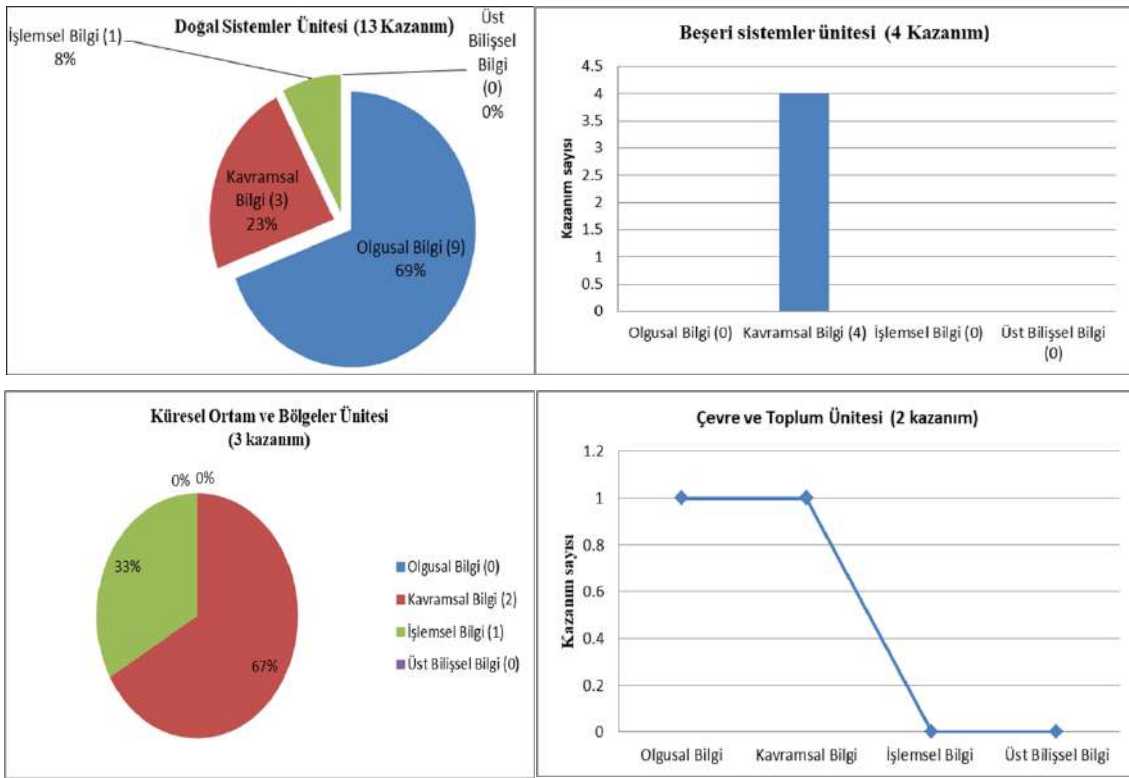 Doğal Sistemler Ünitesi (13 Kazanım)
İşlemsel Bilgi (1)
8%
Üst
Bilişsel
Bilgi
(0)
0%
Kavramsal
Bilgi (3)
23%
Olgusal Bilgi (9)
69%
Beşeri sistemler ünitesi (4 Kazanım)
Kazanım sayısı
4.5
4
3.5
3
2.5
2
1.5
1
0.5
0
Olgusal Bilgi (0) Kavramsal Bilgi (4) İşlemsel Bilgi (0) Üst Bilişsel Bilgi
(0)
Küresel Ortam ve Bölgeler Ünitesi
(3 kazanım)
0% 0%
33%
67%
Olgusal Bilgi (0)
Kavramsal Bilgi (2)
İşlemsel Bilgi (1)
Üst Bilişsel Bilgi (0)
Çevre ve Toplum Ünitesi (2 kazanım)
Kazanım sayısı
1.2
1
0.8
0.6
0.4
0.2
0
Olgusal Bilgi Kavramsal Bilgi İşlemsel Bilgi Üst Bilişsel Bilgi